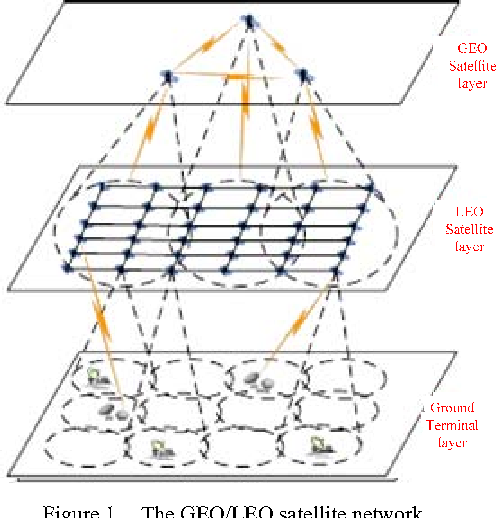 GEO
Satellite
layer
LEO
Satellite
layer
Ground
Terminal
layer
Figure 1. The GEO/LEO satellite network